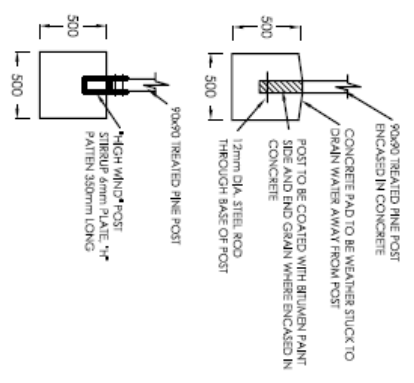 500
500
90x90 TREATED PINE POST
ENCASED IN CONCRETE
CONCRETE PAD TO BE WEATHER STUCK TO
DRAIN WATER AWAY FROM POST
POST TO BE COATED WITH BITUMEN PAINT
SIDE AND END GRAIN WHERE ENCASED IN
CONCRETE
12mm DIA. STEEL ROD
THROUGH BASE OF POST
500
500
90x90 TREATED PINE POST
"HIGH WIND" POST
STIRRUP 6mm PLATE, "H"
PATTEN 350mm LONG